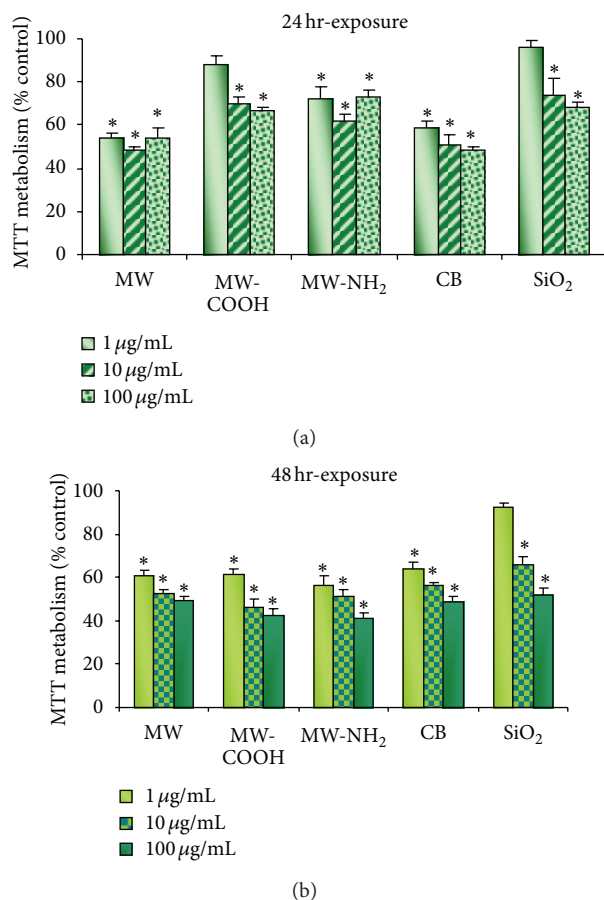 24 hr-exposure
MTT metabolism (% control)
100
80
60
40
20
0
* * *
* *
* * *
* * *
* *
MW
MW-COOH
MW-NH₂
CB
SiO₂
1 µg/mL
10 µg/mL
100 µg/mL
(a)
48 hr-exposure
MTT metabolism (% control)
100
80
60
40
20
0
* * *
* * *
* * *
* * *
* *
MW
MW-COOH
MW-NH₂
CB
SiO₂
1 µg/mL
10 µg/mL
100 µg/mL
(b)